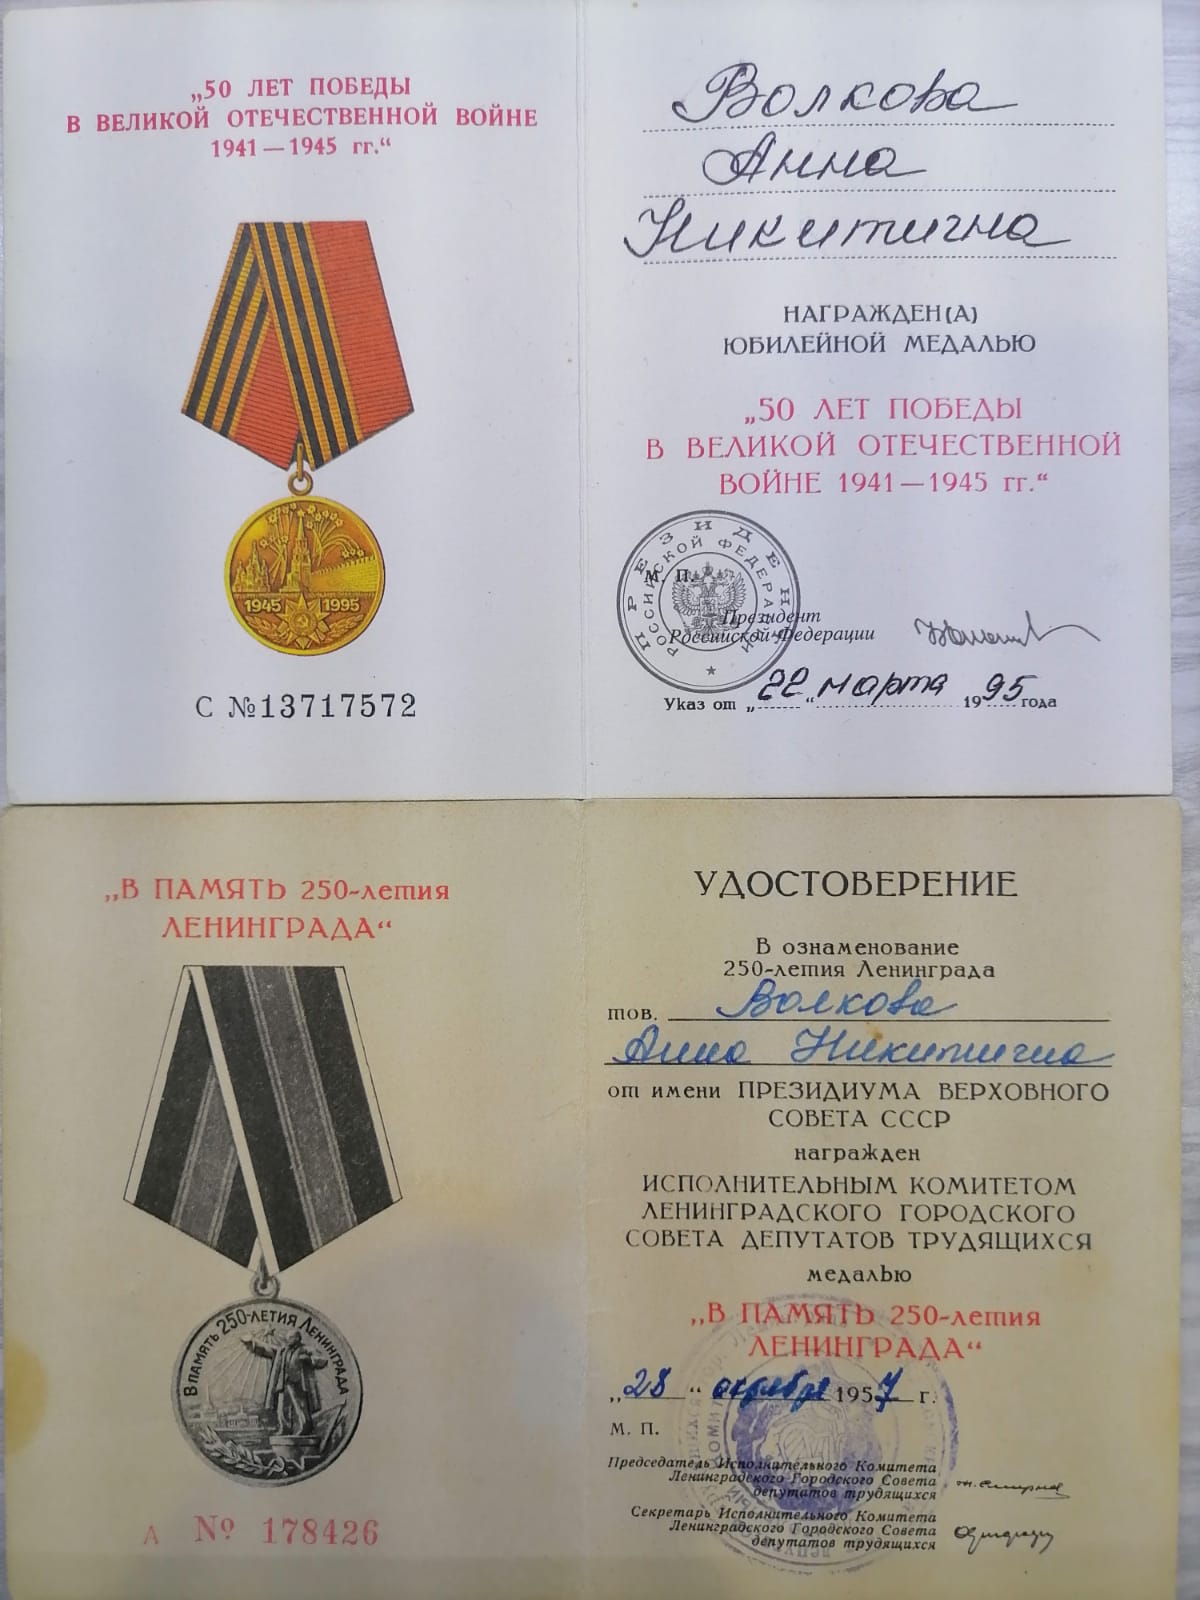 „50 ЛЕТ ПОБЕДЫ
В ВЕЛИКОЙ ОТЕЧЕСТВЕННОЙ ВОЙНЕ
1941—1945 гг.“
1945 1995
С №13717572
Волкова
Анна
Никитична
НАГРАЖДЕН(А)
ЮБИЛЕЙНОЙ МЕДАЛЬЮ
„50 ЛЕТ ПОБЕДЫ
В ВЕЛИКОЙ ОТЕЧЕСТВЕННОЙ
ВОЙНЕ 1941—1945 гг.“
ПРЕЗИДЕНТ
РОССИЙСКОЙ ФЕДЕРАЦИИ
М. П.
Президент
Российской Федерации
Указ от „22“ марта 1995 года
„В ПАМЯТЬ 250-летия
ЛЕНИНГРАДА“
В ПАМЯТЬ 250-ЛЕТИЯ ЛЕНИНГРАДА
А № 178426
УДОСТОВЕРЕНИЕ
В ознаменование
250-летия Ленинграда
тов. Волкова
Анна Никитична
от имени ПРЕЗИДИУМА ВЕРХОВНОГО
СОВЕТА СССР
награжден
ИСПОЛНИТЕЛЬНЫМ КОМИТЕТОМ
ЛЕНИНГРАДСКОГО ГОРОДСКОГО
СОВЕТА ДЕПУТАТОВ ТРУДЯЩИХСЯ
медалью
„В ПАМЯТЬ 250-летия
ЛЕНИНГРАДА“
„28“ октября 1957 г.
М. П.
Председатель Исполнительного Комитета
Ленинградского Городского Совета
депутатов трудящихся
Секретарь Исполнительного Комитета
Ленинградского Городского Совета
депутатов трудящихся